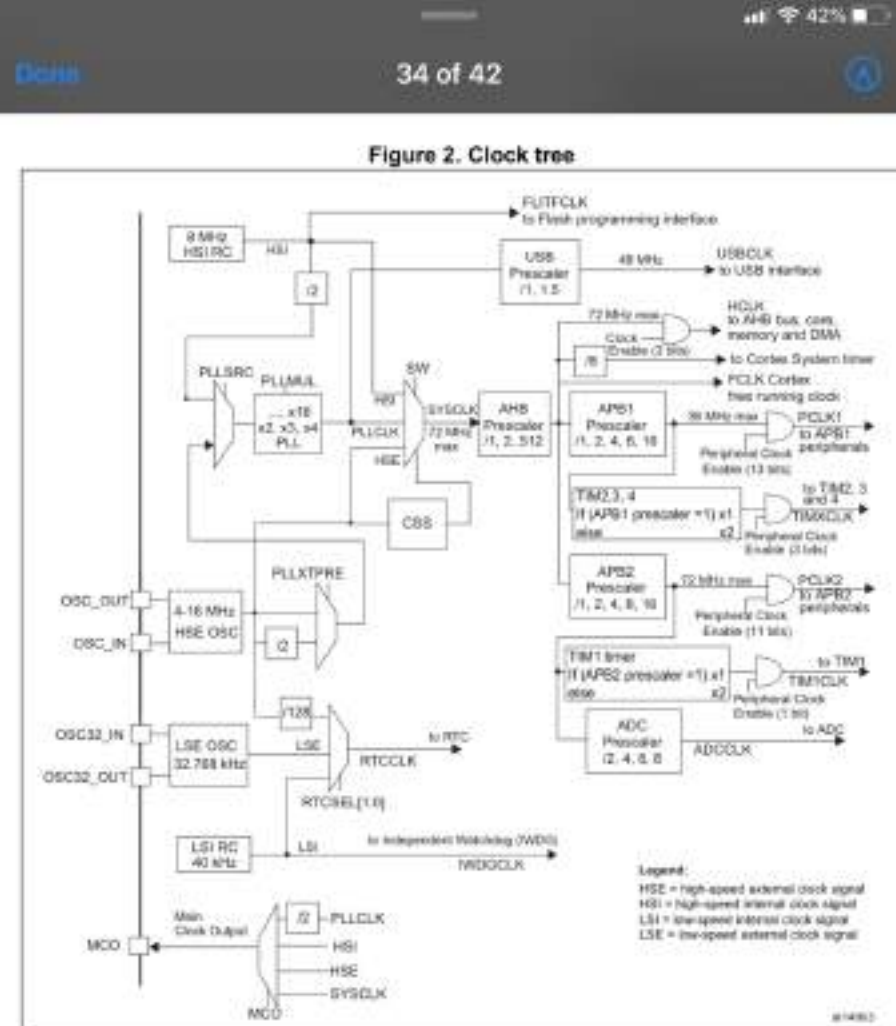 42%
Done
34 of 42
Figure 2. Clock tree
FLITFCLK
to Flash programming interface
8 MHz
HSI RC
HSI
/2
USB
Prescaler
/1, 1.5
48 MHz
USBCLK
to USB interface
HCLK
to AHB bus, core,
memory and DMA
72 MHz max
Clock
Enable (3 bits)
/8
to Cortex System timer
FCLK Cortex
free running clock
PLLSRC
PLLMUL
..., x16
x2, x3, x4
PLL
SW
HSI
PLLCLK
HSE
SYSCLK
72 MHz
max
AHB
Prescaler
/1, 2..512
APB1
Prescaler
/1, 2, 4, 8, 16
36 MHz max
PCLK1
to APB1
peripherals
Peripheral Clock
Enable (13 bits)
TIM2,3, 4
If (APB1 prescaler =1) x1
else x2
to TIM2, 3
and 4
TIMXCLK
Peripheral Clock
Enable (3 bits)
CSS
PLLXTPRE
OSC_OUT
OSC_IN
4-16 MHz
HSE OSC
/2
APB2
Prescaler
/1, 2, 4, 8, 16
72 MHz max
PCLK2
to APB2
peripherals
Peripheral Clock
Enable (11 bits)
TIM1 timer
If (APB2 prescaler =1) x1
else x2
to TIM1
TIM1CLK
Peripheral Clock
Enable (1 bit)
ADC
Prescaler
/2, 4, 6, 8
to ADC
ADCCLK
/128
OSC32_IN
OSC32_OUT
LSE OSC
32.768 kHz
LSE
to RTC
RTCCLK
RTCSEL[1:0]
LSI RC
40 kHz
LSI
to Independent Watchdog (IWDG)
IWDGCLK
Legend:
HSE = high-speed external clock signal
HSI = high-speed internal clock signal
LSI = low-speed internal clock signal
LSE = low-speed external clock signal
Main
Clock Output
MCO
/2
PLLCLK
HSI
HSE
SYSCLK
MCO